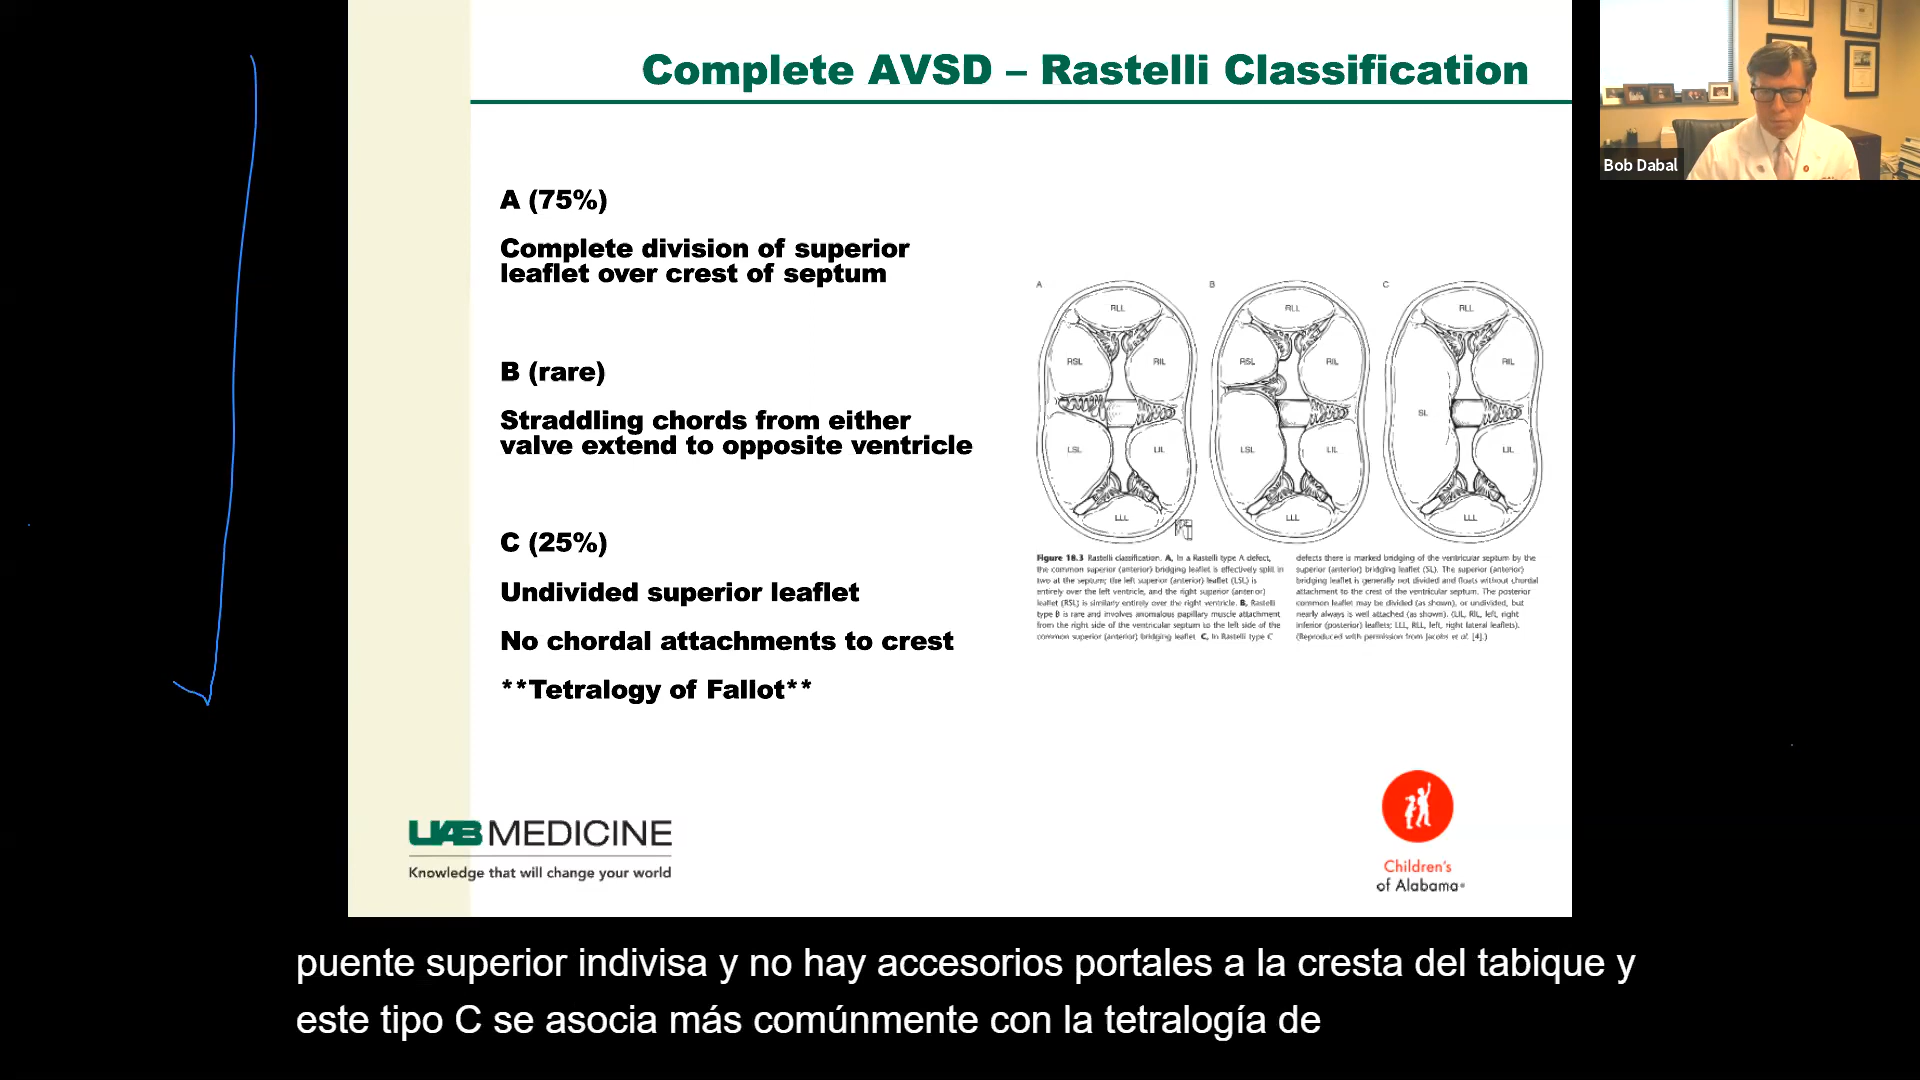 Complete AVSD – Rastelli Classification
Bob Dabal
A (75%)
Complete division of superior
leaflet over crest of septum
B (rare)
Straddling chords from either
valve extend to opposite ventricle
C (25%)
Undivided superior leaflet
No chordal attachments to crest
**Tetralogy of Fallot**
A
RLL
RSL
RIL
LSL
LIL
LLL
B
RLL
RSL
RIL
LSL
LIL
LLL
C
RLL
RIL
SL
LIL
LLL
Figure 18.3 Rastelli classification. A, In a Rastelli type A defect,
the common superior (anterior) bridging leaflet is effectively split in
two at the septum; the left superior (anterior) leaflet (LSL) is
entirely over the left ventricle, and the right superior (anterior)
leaflet (RSL) is similarly entirely over the right ventricle. B, Rastelli
type B is rare and involves anomalous papillary muscle attachment
from the right side of the ventricular septum to the left side of the
common superior (anterior) bridging leaflet. C, In Rastelli type C
defects there is marked bridging of the ventricular septum by the
superior (anterior) bridging leaflet (SL). The superior (anterior)
bridging leaflet is generally not divided and floats without chordal
attachment to the crest of the ventricular septum. The posterior
common leaflet may be divided (as shown), or undivided, but
nearly always is well attached (as shown). (LIL, RIL, left, right
inferior (posterior) leaflets; LLL, RLL, left, right lateral leaflets).
(Reproduced with permission from Jacobs et al. [4].)
UAB MEDICINE
Knowledge that will change your world
Children's
of Alabama®
puente superior indivisa y no hay accesorios portales a la cresta del tabique y
este tipo C se asocia más comúnmente con la tetralogía de